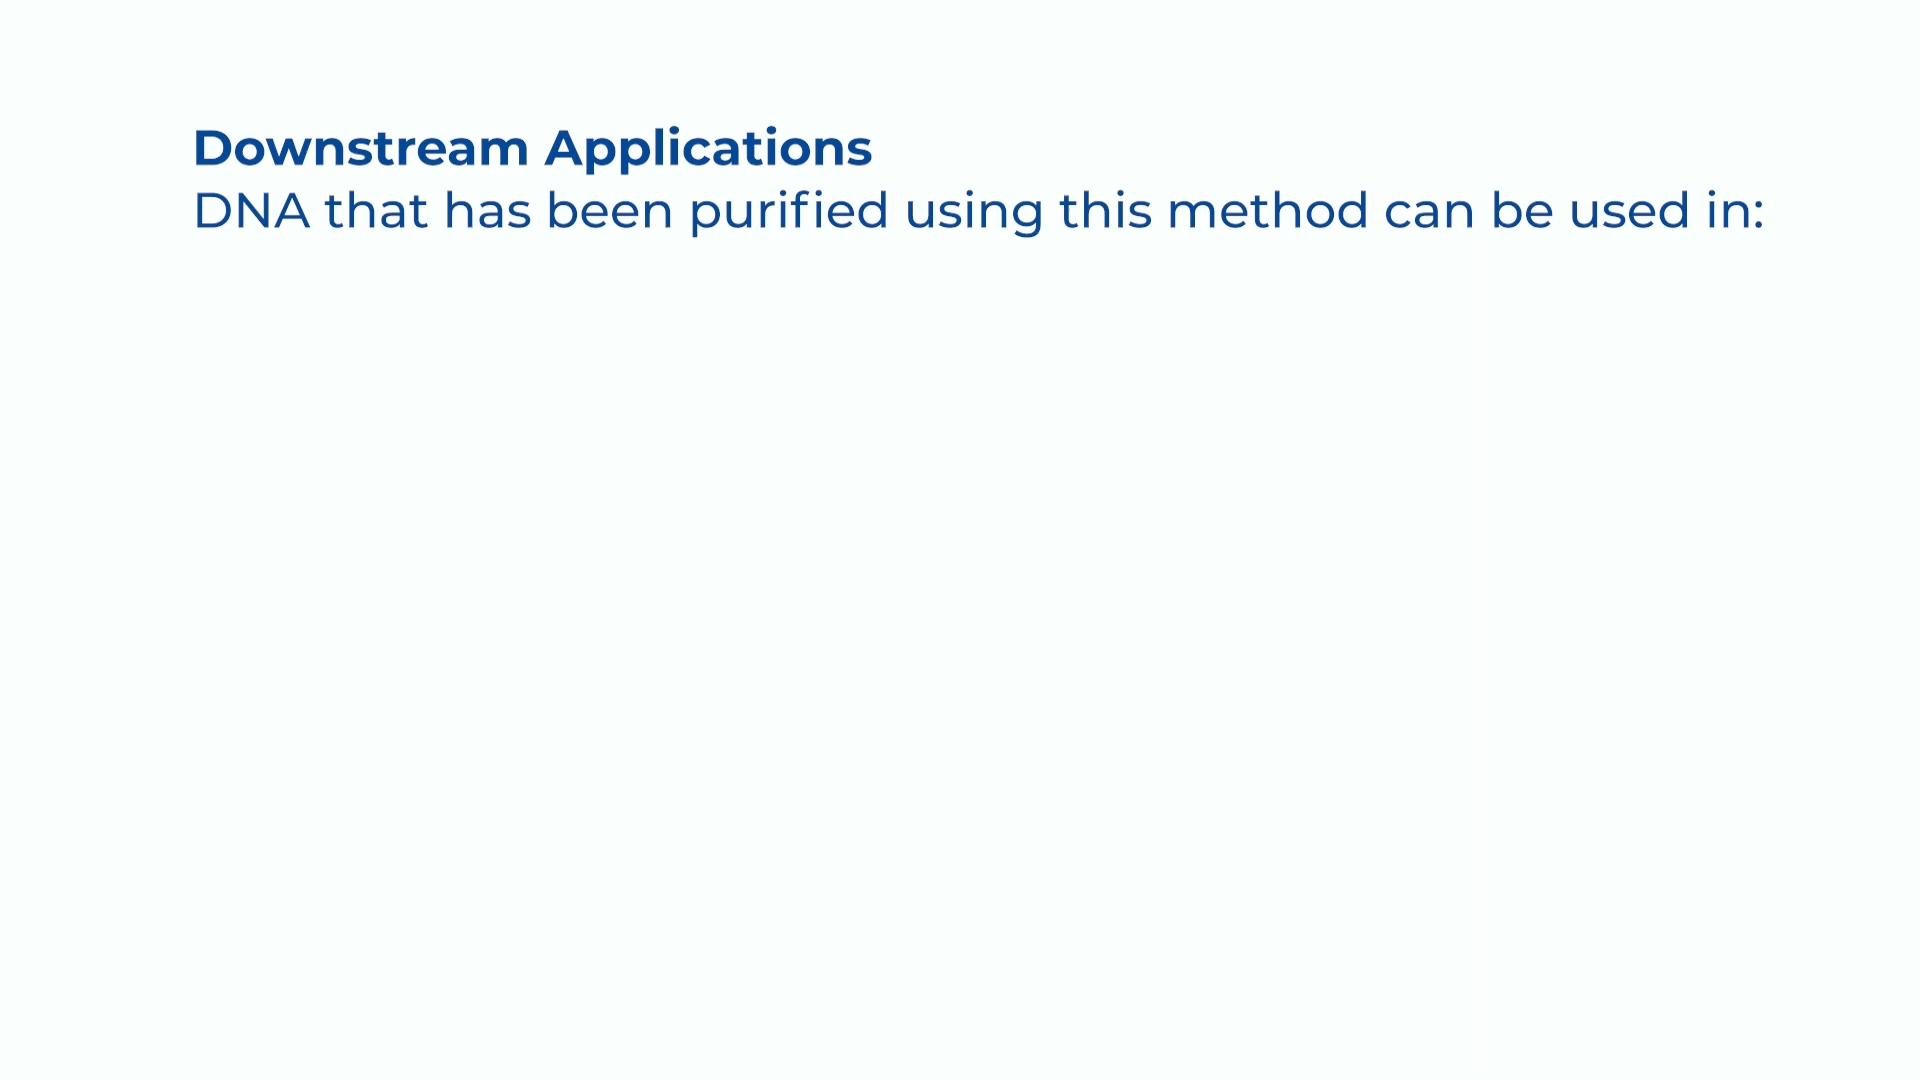 Downstream Applications
DNA that has been purified using this method can be used in: